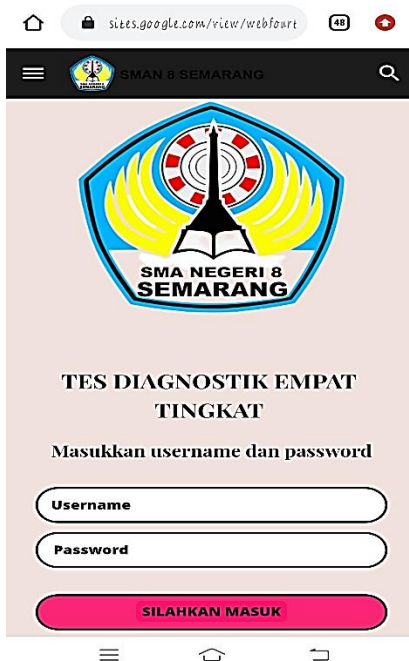 sites.google.com/view/webfourt
48
SMAN 8 SEMARANG
SMA NEGERI 8
SEMARANG
TES DIAGNOSTIK EMPAT
TINGKAT
Masukkan username dan password
Username
Password
SILAHKAN MASUK